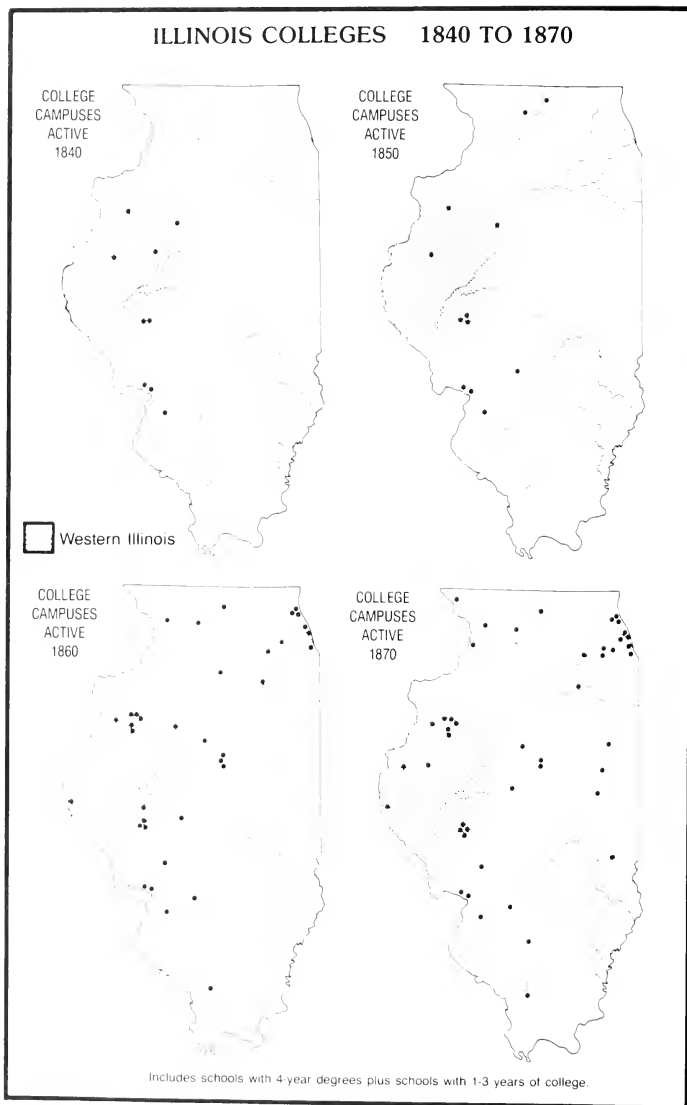 ILLINOIS COLLEGES 1840 TO 1870
COLLEGE
CAMPUSES
ACTIVE
1840
COLLEGE
CAMPUSES
ACTIVE
1850
Western Illinois
COLLEGE
CAMPUSES
ACTIVE
1860
COLLEGE
CAMPUSES
ACTIVE
1870
Includes schools with 4-year degrees plus schools with 1-3 years of college.